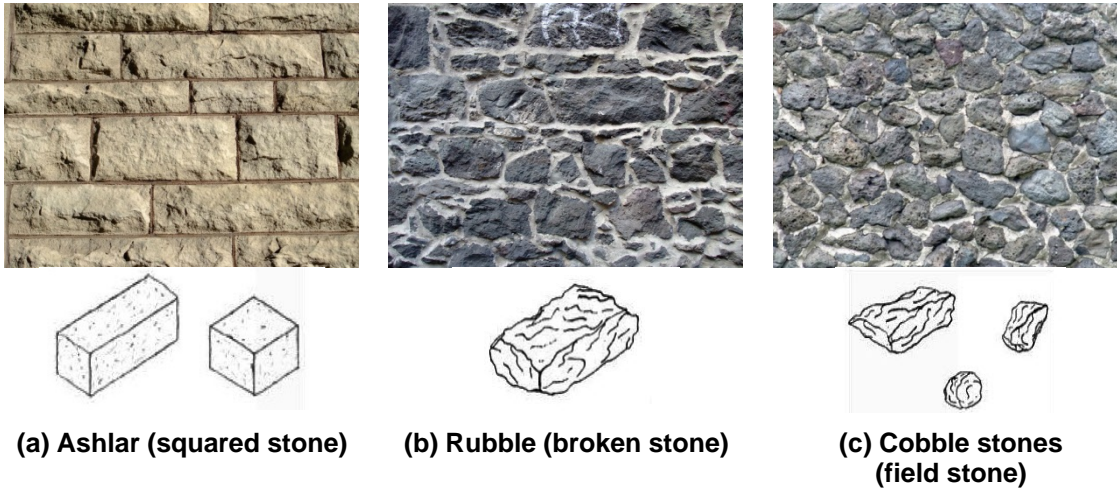 (a) Ashlar (squared stone)
(b) Rubble (broken stone)
(c) Cobble stones
(field stone)